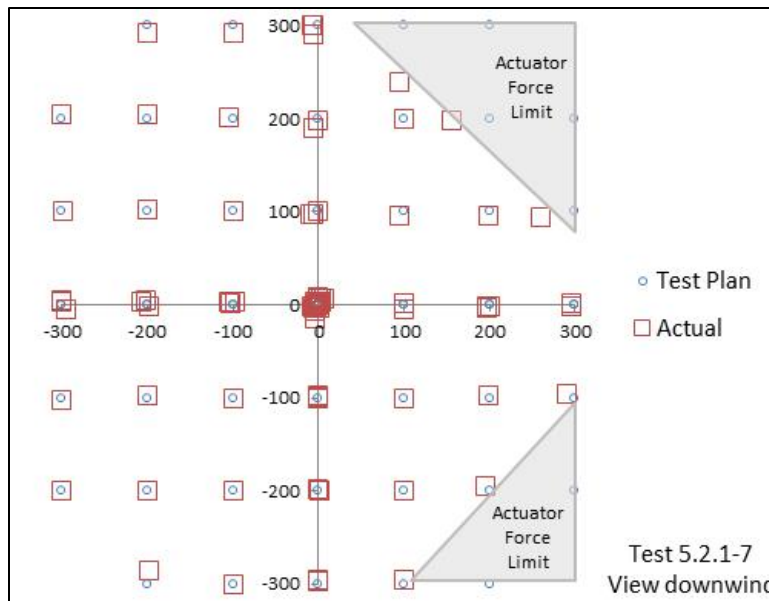 300
Actuator
Force
Limit
200
100
Test Plan
0
-300 -200 -100 0 100 200 300
Actual
-100
-200
Actuator
Force
Limit
Test 5.2.1-7
-300
View downwind